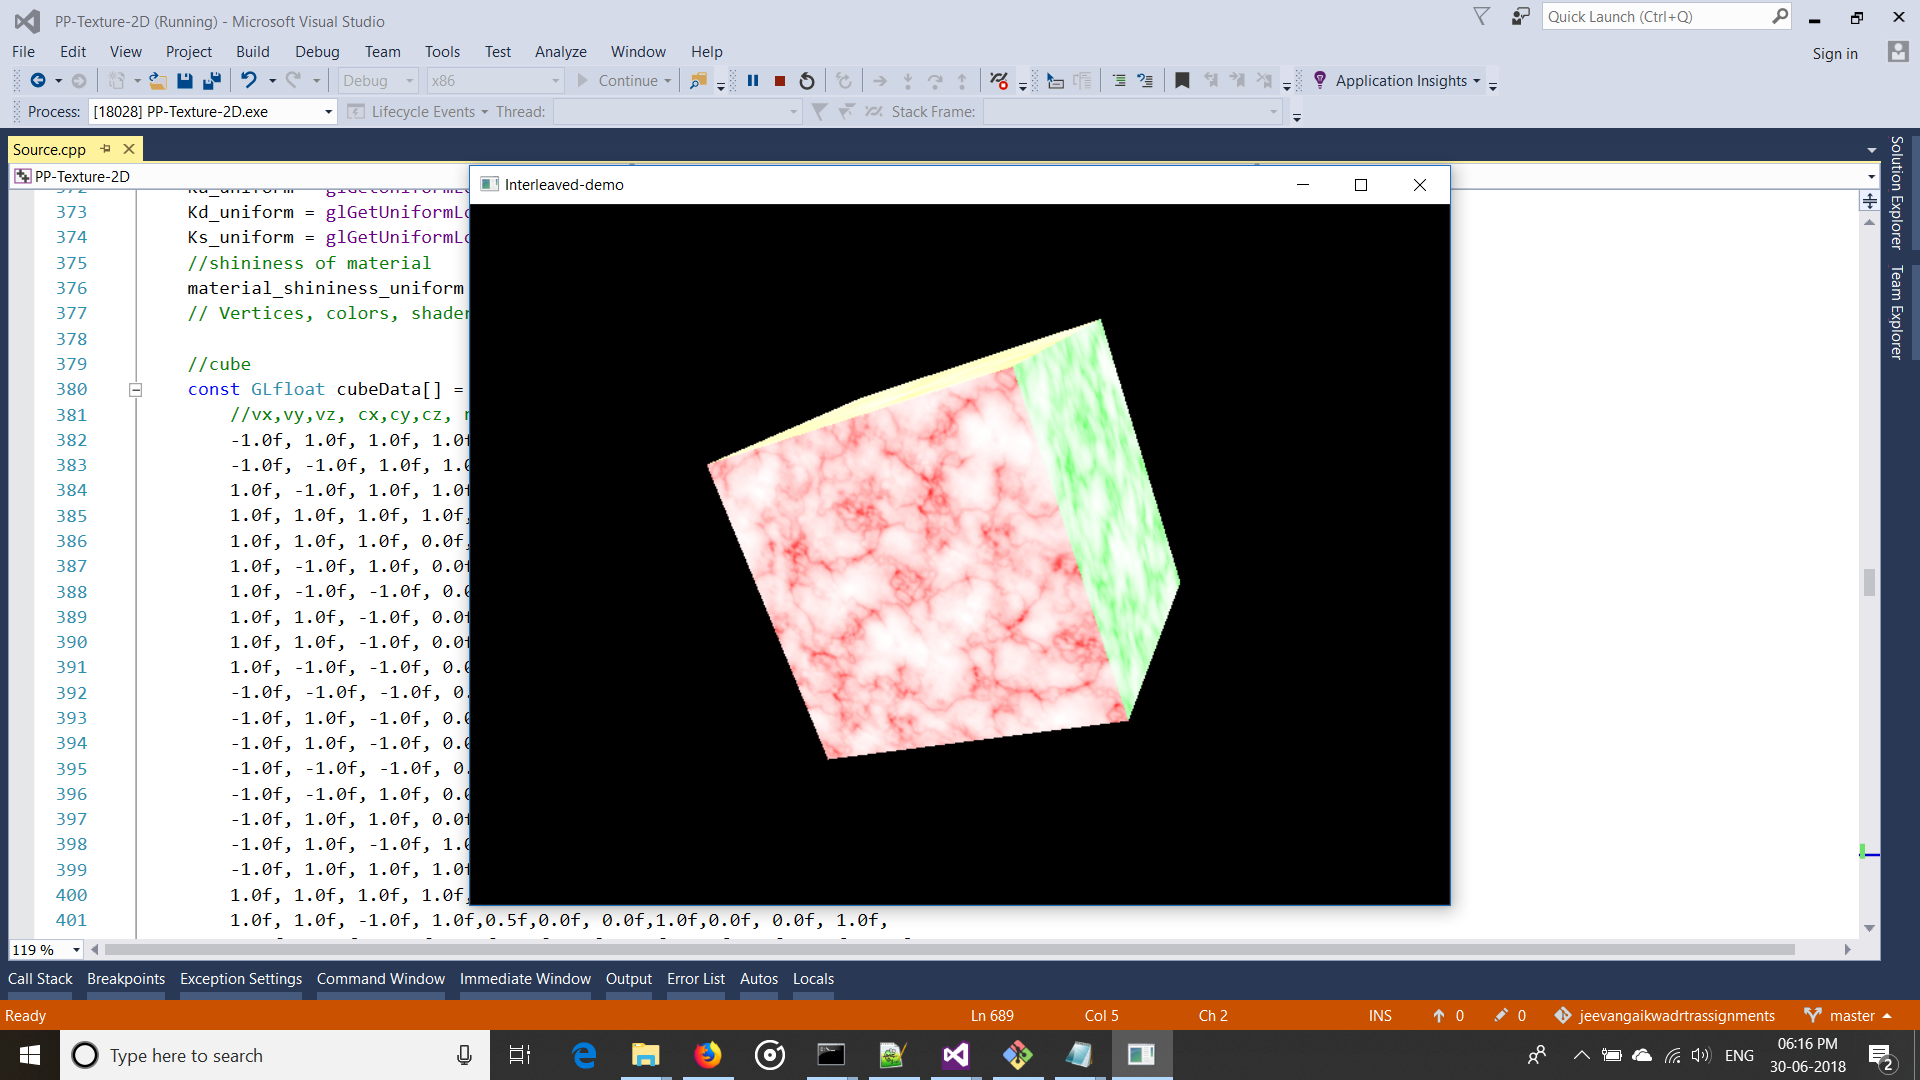 PP-Texture-2D (Running) - Microsoft Visual Studio
Quick Launch (Ctrl+Q)
File Edit View Project Build Debug Team Tools Test Analyze Window Help
Sign in
Debug x86 Continue Application Insights
Process: [18028] PP-Texture-2D.exe Lifecycle Events Thread: Stack Frame:
Source.cpp
PP-Texture-2D
Interleaved-demo
Solution Explorer
Team Explorer
373 Kd_uniform = glGetUniformLo
374 Ks_uniform = glGetUniformLo
375 //shininess of material
376 material_shininess_uniform
377 // Vertices, colors, shader
378
379 //cube
380 const GLfloat cubeData[] =
381 //vx,vy,vz, cx,cy,cz,
382 -1.0f, 1.0f, 1.0f, 1.0f
383 -1.0f, -1.0f, 1.0f, 1.0
384 1.0f, -1.0f, 1.0f, 1.0f
385 1.0f, 1.0f, 1.0f, 1.0f,
386 1.0f, 1.0f, 1.0f, 0.0f,
387 1.0f, -1.0f, 1.0f, 0.0f
388 1.0f, -1.0f, -1.0f, 0.0
389 1.0f, 1.0f, -1.0f, 0.0f
390 1.0f, 1.0f, -1.0f, 0.0f
391 1.0f, -1.0f, -1.0f, 0.0
392 -1.0f, -1.0f, -1.0f, 0.
393 -1.0f, 1.0f, -1.0f, 0.0
394 -1.0f, 1.0f, -1.0f, 0.0
395 -1.0f, -1.0f, -1.0f, 0.
396 -1.0f, -1.0f, 1.0f, 0.0
397 -1.0f, 1.0f, 1.0f, 0.0f
398 -1.0f, 1.0f, -1.0f, 1.0
399 -1.0f, 1.0f, 1.0f, 1.0f
400 1.0f, 1.0f, 1.0f, 1.0f,
401 1.0f, 1.0f, -1.0f, 1.0f,0.5f,0.0f, 0.0f,1.0f,0.0f, 0.0f, 1.0f,
119 %
Call Stack Breakpoints Exception Settings Command Window Immediate Window Output Error List Autos Locals
Ready Ln 689 Col 5 Ch 2 INS 0 0 jeevangaikwadrtrassignments master
Type here to search
ENG
06:16 PM
30-06-2018
2